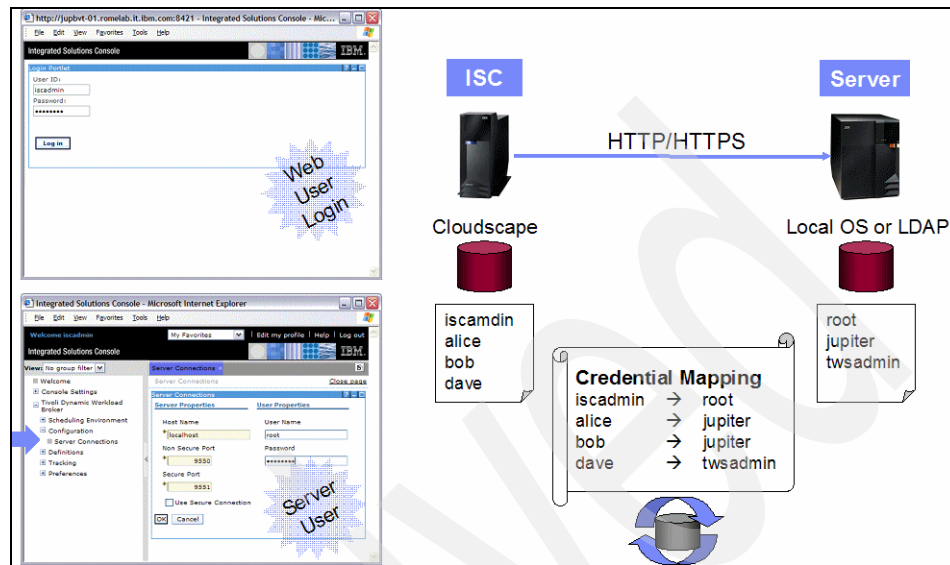 http://jupbvt-01.romelab.it.ibm.com:8421 - Integrated Solutions Console - Mic...
File Edit View Favorites Tools Help
Integrated Solutions Console
IBM.
Login Portlet
User ID:
iscadmin
Password:
********
Log in
Web
User
Login
Integrated Solutions Console - Microsoft Internet Explorer
File Edit View Favorites Tools Help
Welcome iscadmin
My Favorites
Edit my profile | Help | Log out
Integrated Solutions Console
IBM.
View: No group filter
Welcome
Console Settings
Tivoli Dynamic Workload
Broker
Scheduling Environment
Configuration
Server Connections
Definitions
Tracking
Preferences
Server Connections
Server Connections
Close page
Server Connections
Server Properties
User Properties
Host Name
User Name
*localhost
root
Non Secure Port
Password
*9550
********
Secure Port
*9551
Use Secure Connection
OK Cancel
Server
User
ISC
Server
HTTP/HTTPS
Cloudscape
Local OS or LDAP
iscamdin
alice
bob
dave
root
jupiter
twsadmin
Credential Mapping
iscadmin → root
alice → jupiter
bob → jupiter
dave → twsadmin